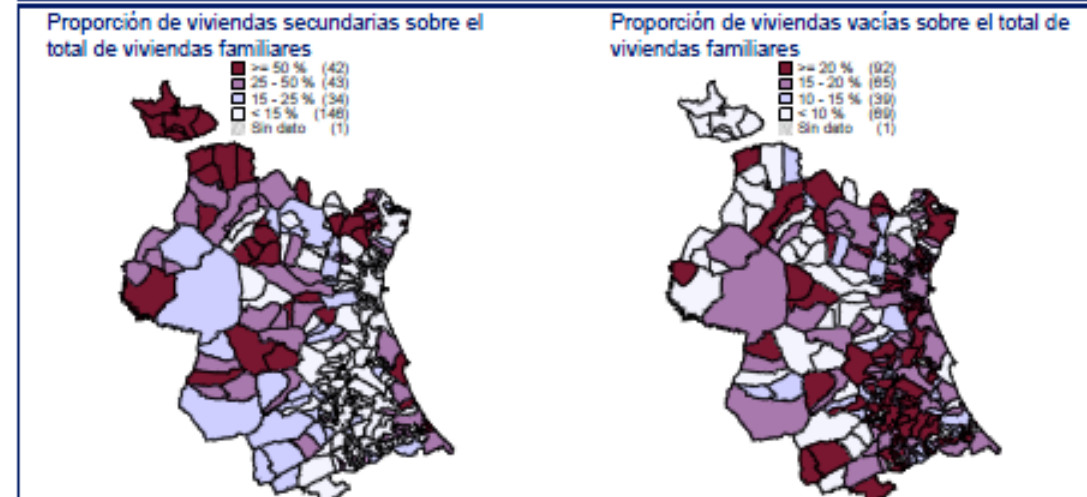 Proporción de viviendas secundarias sobre el
total de viviendas familiares
>= 50 % (42)
25 - 50 % (43)
15 - 25 % (34)
< 15 % (146)
Sin dato (1)
Proporción de viviendas vacías sobre el total de
viviendas familiares
>= 20 % (92)
15 - 20 % (65)
10 - 15 % (39)
< 10 % (69)
Sin dato (1)